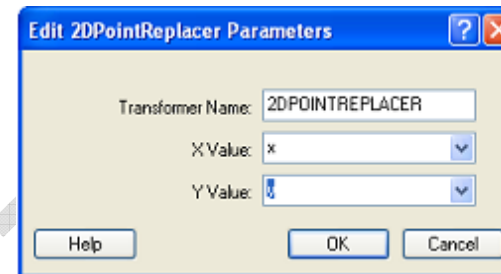 Edit 2DPointReplacer Parameters
Transformer Name: 2DPOINTREPLACER
X Value: x
Y Value: y
Help OK Cancel